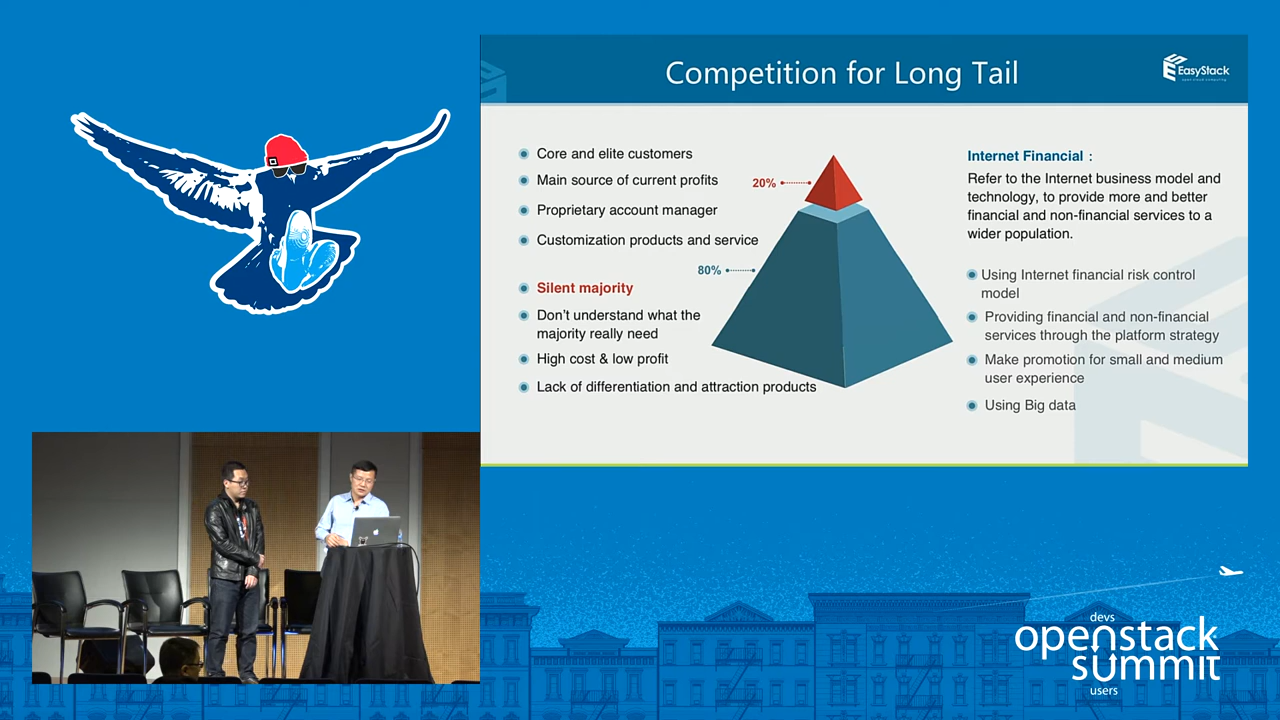 Competition for Long Tail
EasyStack
Core and elite customers
Main source of current profits
Proprietary account manager
Customization products and service
20%
80%
Silent majority
Don't understand what the
majority really need
High cost & low profit
Lack of differentiation and attraction products
Internet Financial :
Refer to the Internet business model and
technology, to provide more and better
financial and non-financial services to a
wider population.
Using Internet financial risk control
model
Providing financial and non-financial
services through the platform strategy
Make promotion for small and medium
user experience
Using Big data
devs
openstack
summit
users